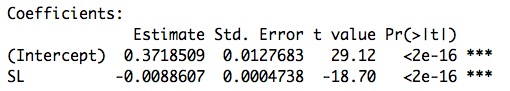 Coefficients:
Estimate Std. Error t value Pr(>|t|)
(Intercept) 0.3718509 0.0127683 29.12 <2e-16 ***
SL -0.0088607 0.0004738 -18.70 <2e-16 ***